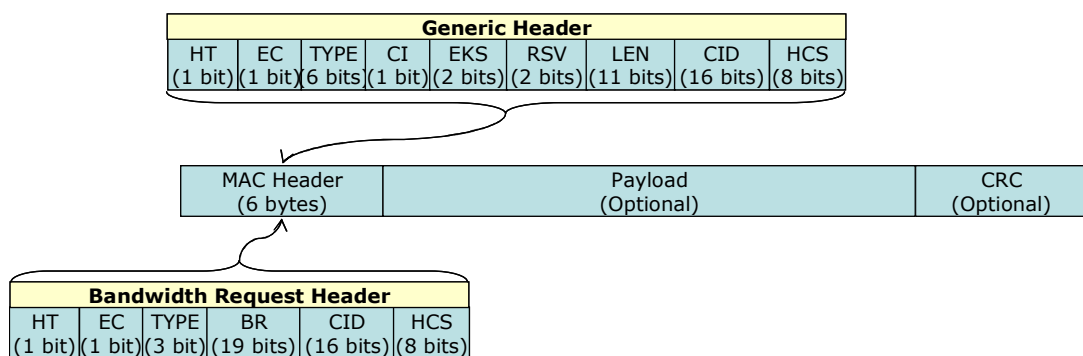 Generic Header
HT EC TYPE CI EKS RSV LEN CID HCS
(1 bit) (1 bit) (6 bits) (1 bit) (2 bits) (2 bits) (11 bits) (16 bits) (8 bits)
MAC Header Payload CRC
(6 bytes) (Optional) (Optional)
Bandwidth Request Header
HT EC TYPE BR CID HCS
(1 bit) (1 bit) (3 bit) (19 bits) (16 bits) (8 bits)